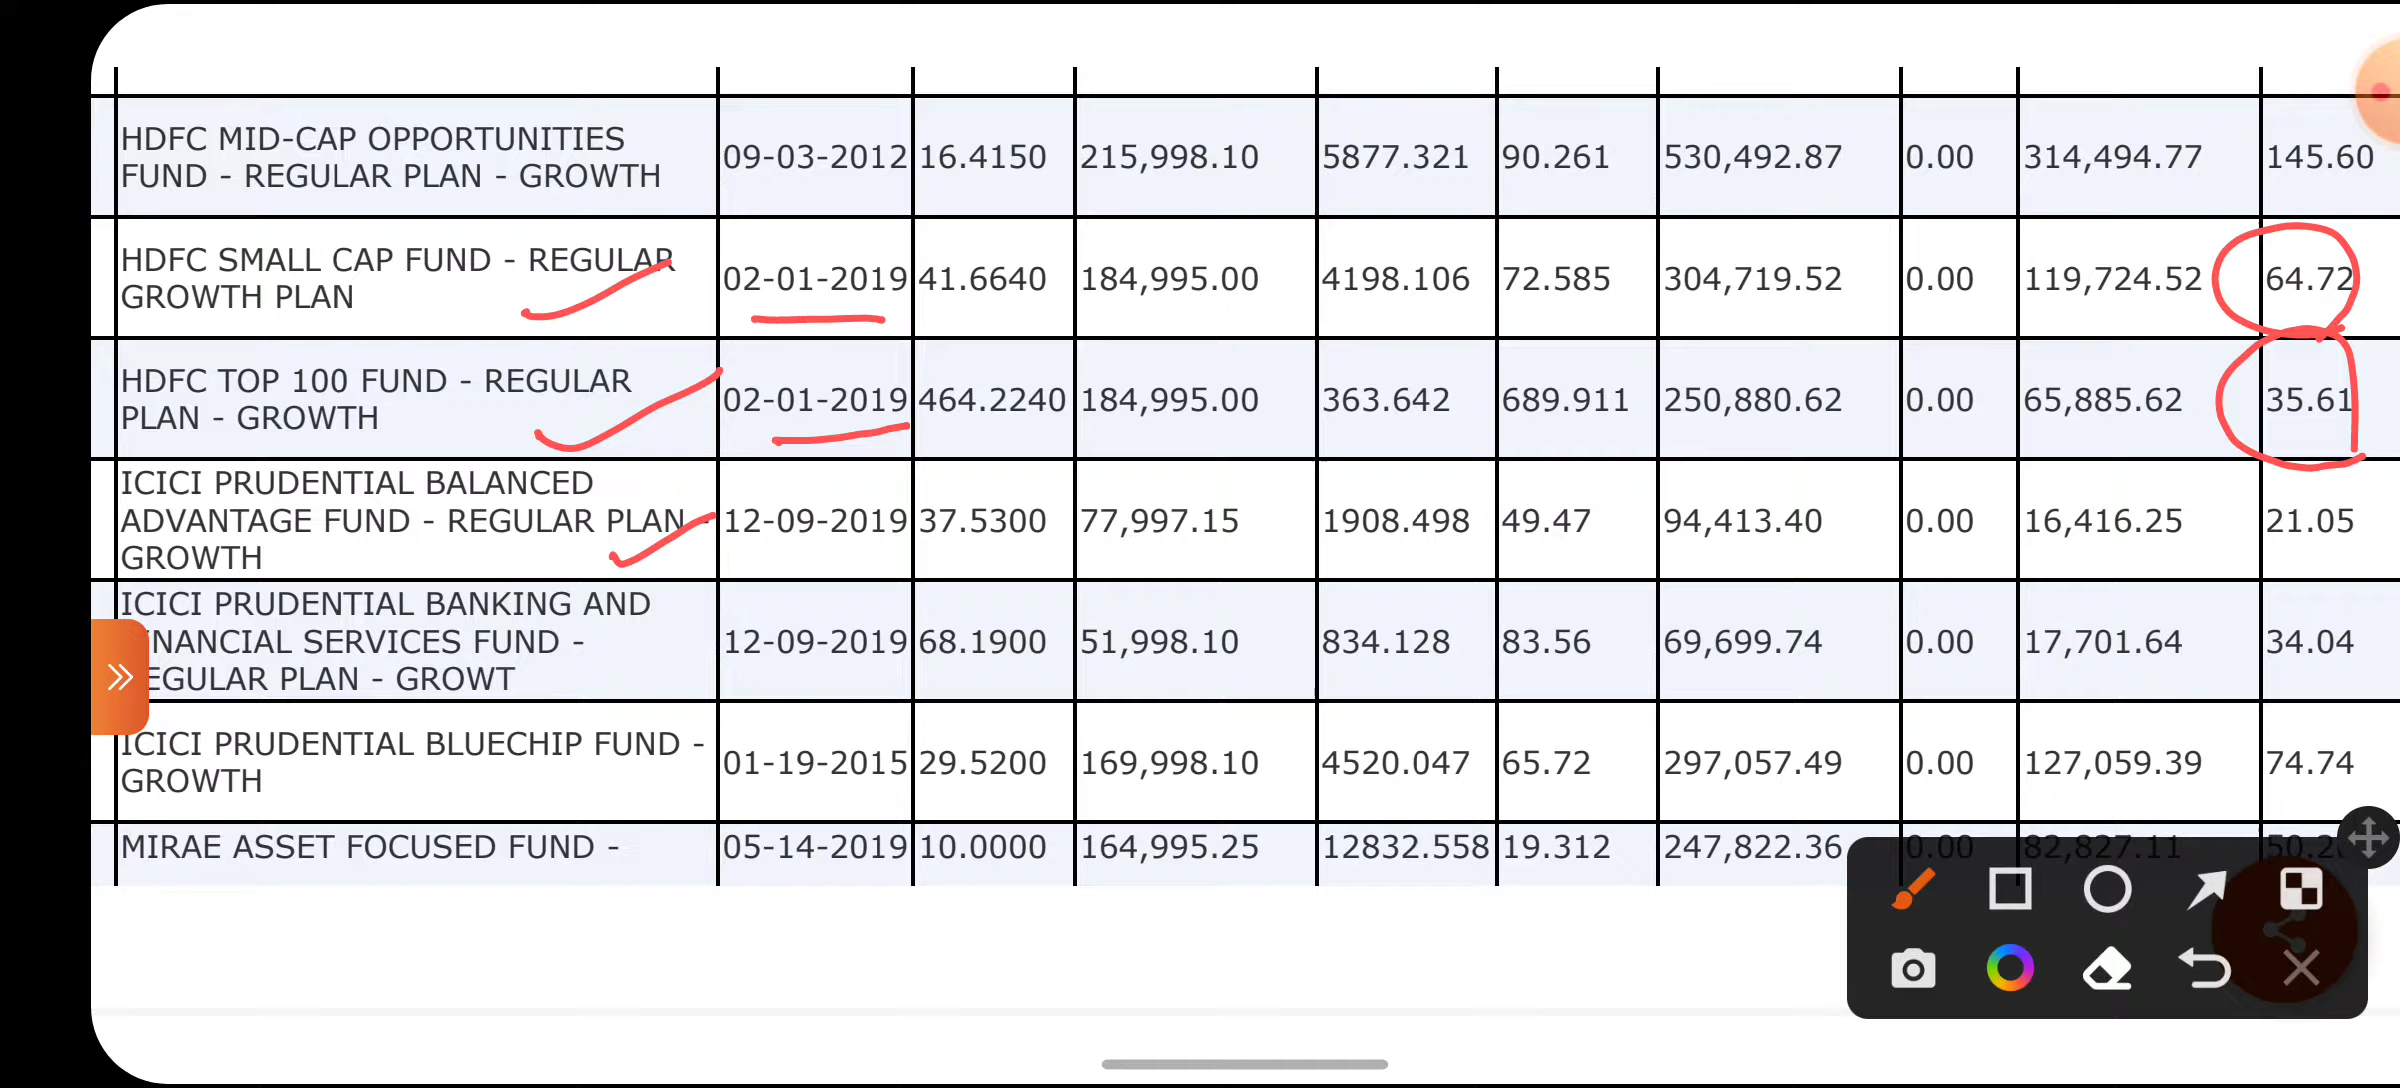 HDFC MID-CAP OPPORTUNITIES
FUND - REGULAR PLAN - GROWTH
09-03-2012 16.4150 215,998.10 5877.321 90.261 530,492.87 0.00 314,494.77 145.60
HDFC SMALL CAP FUND - REGULAR
GROWTH PLAN
02-01-2019 41.6640 184,995.00 4198.106 72.585 304,719.52 0.00 119,724.52 64.72
HDFC TOP 100 FUND - REGULAR
PLAN - GROWTH
02-01-2019 464.2240 184,995.00 363.642 689.911 250,880.62 0.00 65,885.62 35.61
ICICI PRUDENTIAL BALANCED
ADVANTAGE FUND - REGULAR PLAN -
GROWTH
12-09-2019 37.5300 77,997.15 1908.498 49.47 94,413.40 0.00 16,416.25 21.05
ICICI PRUDENTIAL BANKING AND
INANCIAL SERVICES FUND -
EGULAR PLAN - GROWT
12-09-2019 68.1900 51,998.10 834.128 83.56 69,699.74 0.00 17,701.64 34.04
ICICI PRUDENTIAL BLUECHIP FUND -
GROWTH
01-19-2015 29.5200 169,998.10 4520.047 65.72 297,057.49 0.00 127,059.39 74.74
MIRAE ASSET FOCUSED FUND -
05-14-2019 10.0000 164,995.25 12832.558 19.312 247,822.36 0.00 82,827.11